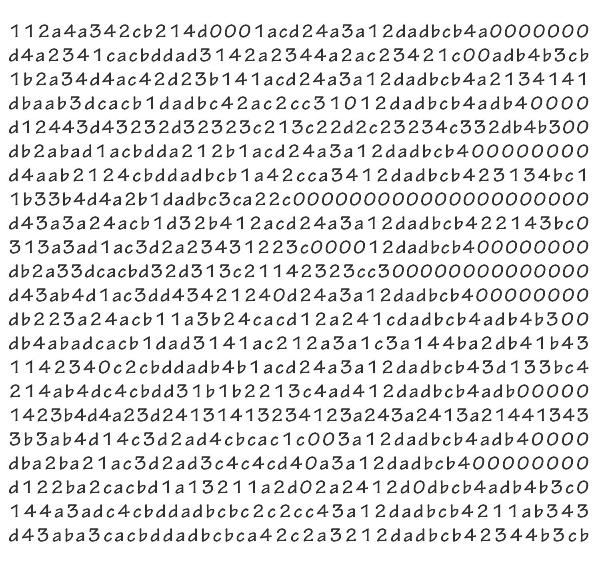 112a4a342cb214d0001acd24a3a12dadbcb4a0000000
d4a2341cacbddad3142a2344a2ac23421c00adb4b3cb
1b2a34d4ac42d23b141acd24a3a12dadbcb4a2134141
dbaab3dcacb1dadbc42ac2cc31012dadbcb4adb40000
d12443d43232d32323c213c22d2c23234c332db4b300
db2abad1acbdda212b1acd24a3a12dadbcb400000000
d4aab2124cbddadbcb1a42cca3412dadbcb423134bc1
1b33b4d4a2b1dadbc3ca22c000000000000000000000
d43a3a24acb1d32b412acd24a3a12dadbcb422143bc0
313a3ad1ac3d2a23431223c000012dadbcb400000000
db2a33dcacbd32d313c21142323cc300000000000000
d43ab4d1ac3dd43421240d24a3a12dadbcb400000000
db223a24acb11a3b24cacd12a241cdadbcb4adb4b300
db4abadcacb1dad3141ac212a3a1c3a144ba2db41b43
1142340c2cbddadb4b1acd24a3a12dadbcb43d133bc4
214ab4dc4cbdd31b1b2213c4ad412dadbcb4adb00000
1423b4d4a23d24131413234123a243a2413a21441343
3b3ab4d14c3d2ad4cbcac1c003a12dadbcb4adb40000
dba2ba21ac3d2ad3c4c4cd40a3a12dadbcb400000000
d122ba2cacbd1a13211a2d02a2412d0dbcb4adb4b3c0
144a3adc4cbddadbcbc2c2cc43a12dadbcb4211ab343
d43aba3cacbddadbcbca42c2a3212dadbcb42344b3cb